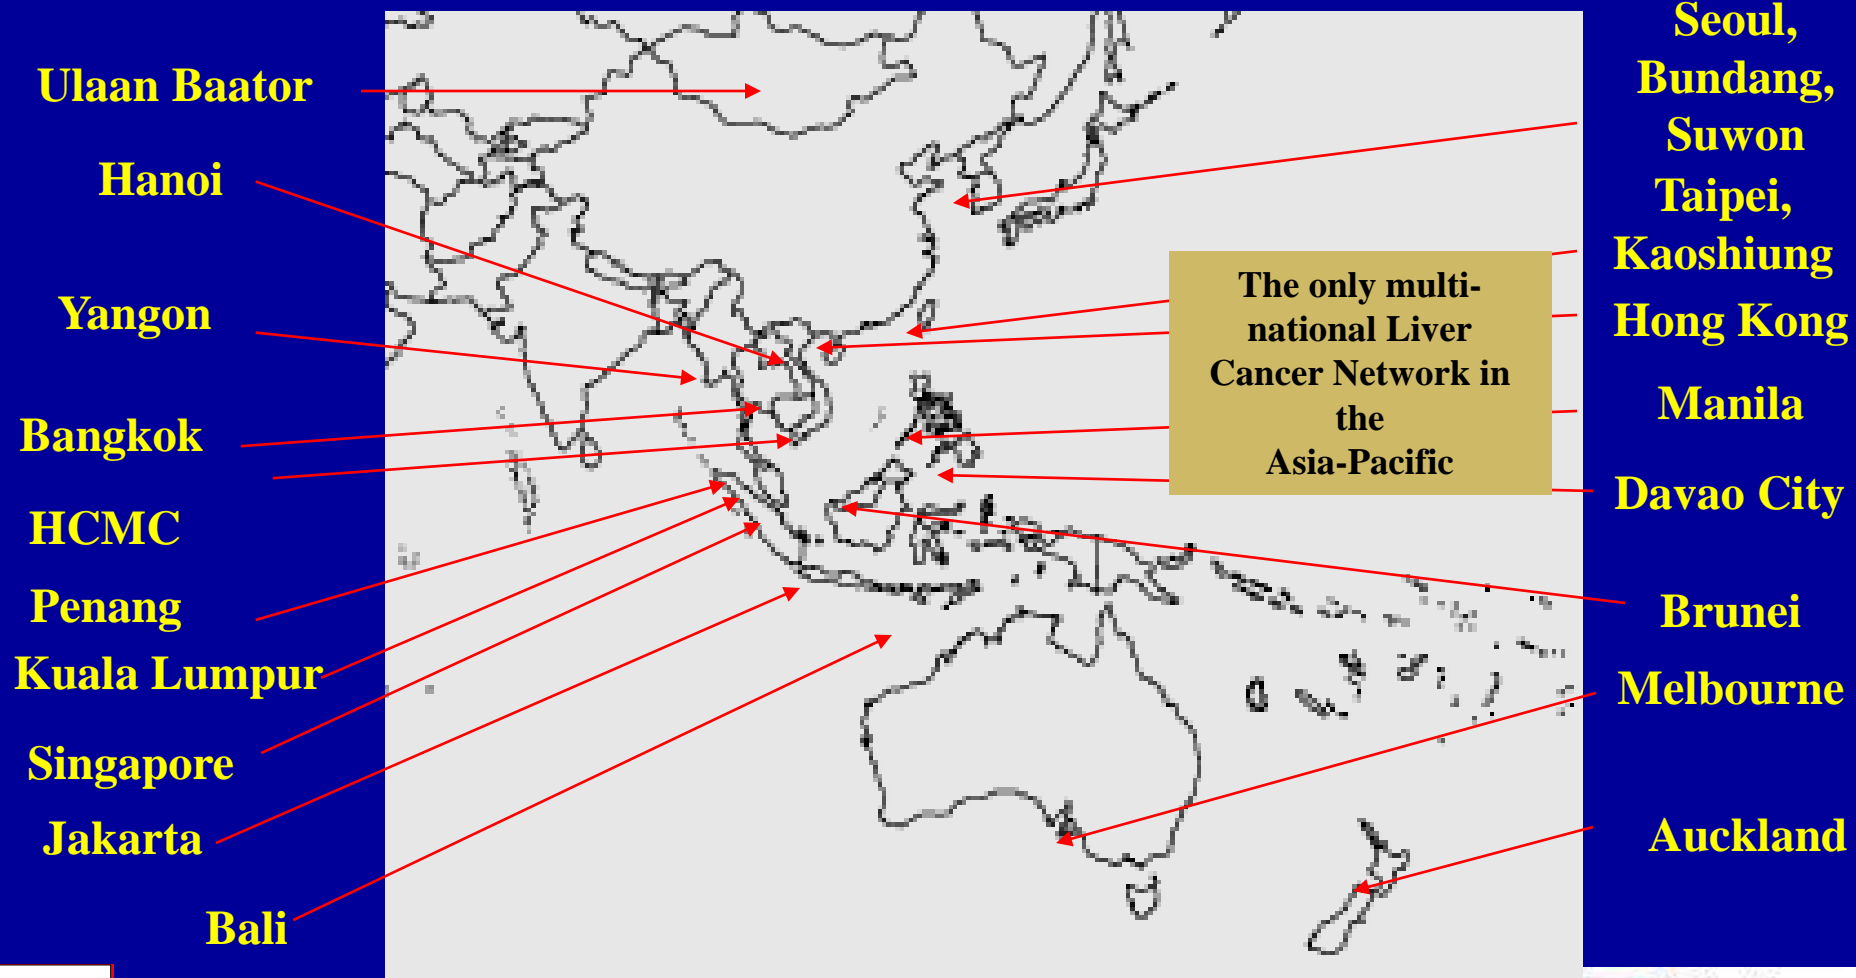 Ulaan Baator
Hanoi
Yangon
Bangkok
HCMC
Penang
Kuala Lumpur
Singapore
Jakarta
Bali
The only multi-
national Liver
Cancer Network in
the
Asia-Pacific
Seoul,
Bundang,
Suwon
Taipei,
Kaoshiung
Hong Kong
Manila
Davao City
Brunei
Melbourne
Auckland